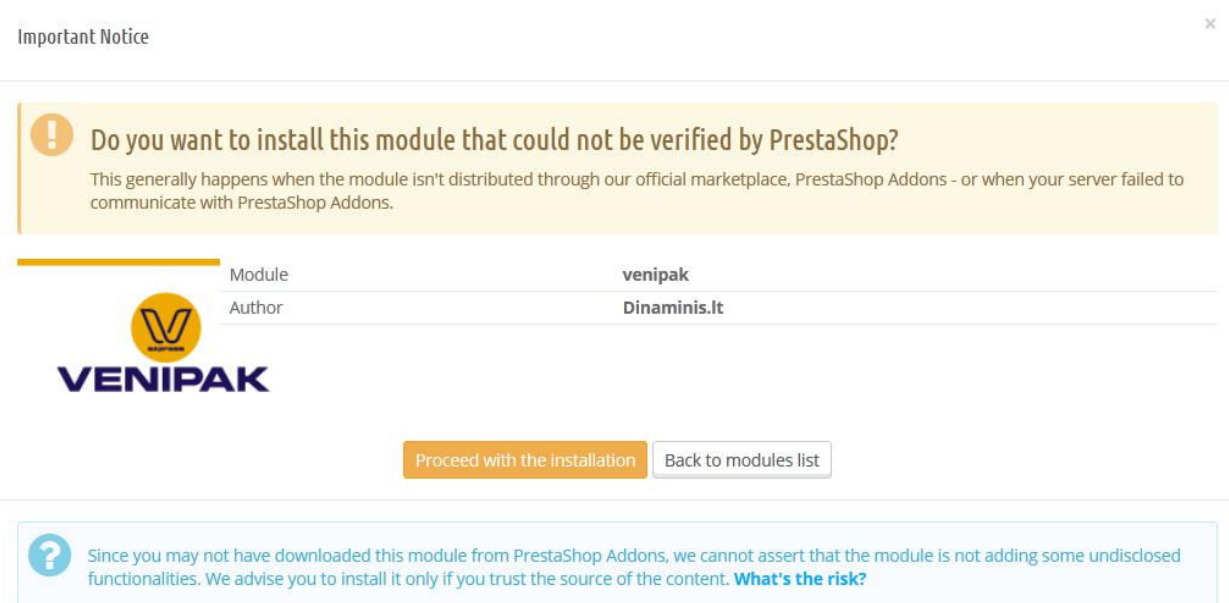 Important Notice
×
Do you want to install this module that could not be verified by PrestaShop?
This generally happens when the module isn't distributed through our official marketplace, PrestaShop Addons - or when your server failed to
communicate with PrestaShop Addons.
Module venipak
Author Dinaminis.lt
VENIPAK
Proceed with the installation Back to modules list
Since you may not have downloaded this module from PrestaShop Addons, we cannot assert that the module is not adding some undisclosed
functionalities. We advise you to install it only if you trust the source of the content. What's the risk?